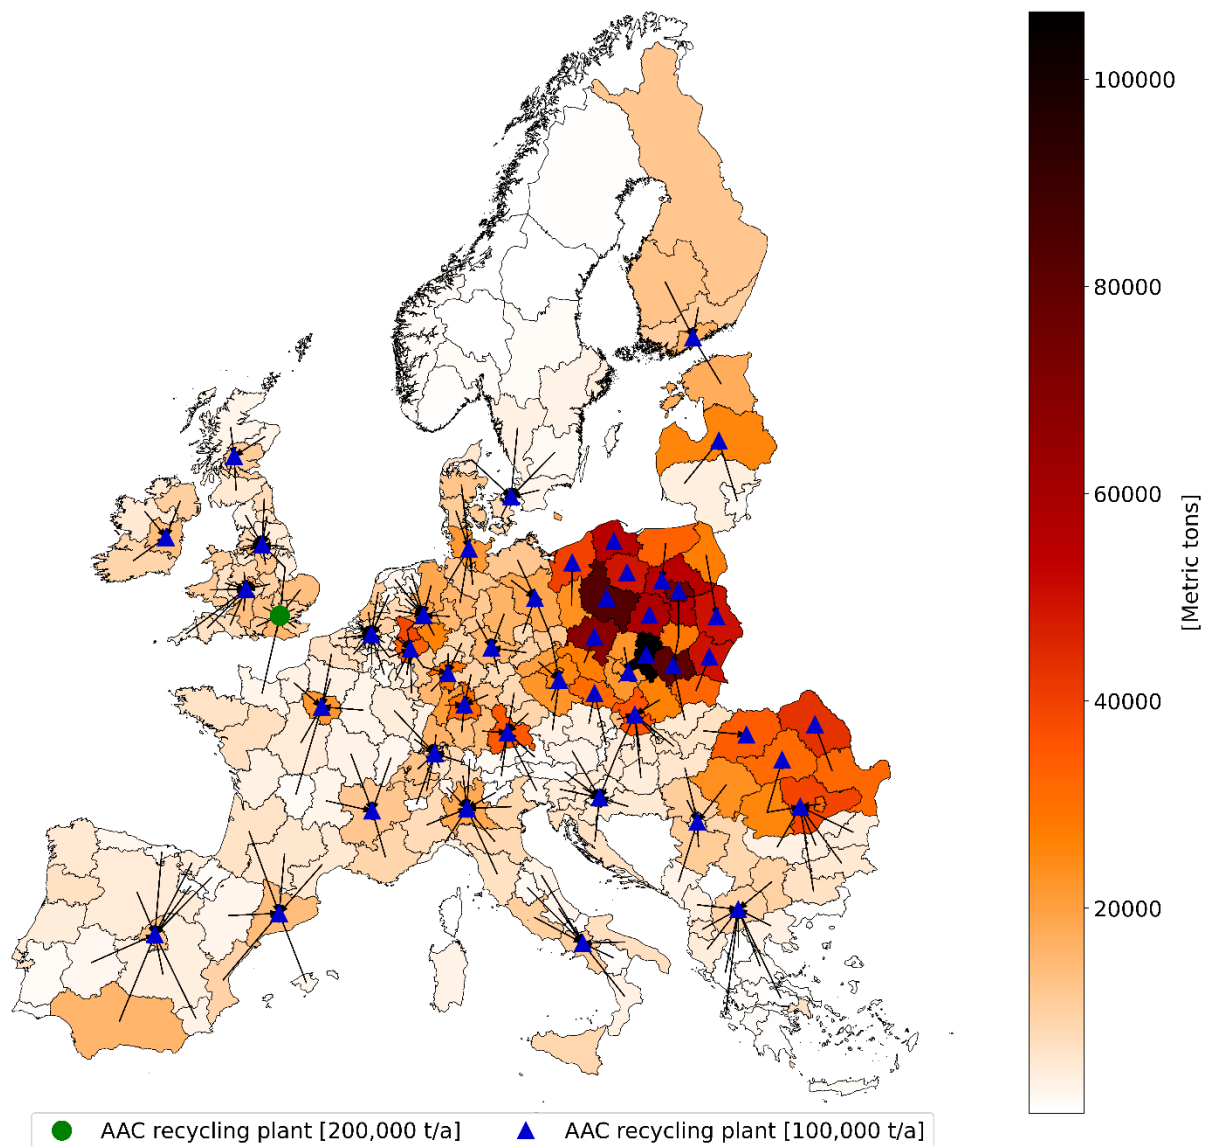 100000
80000
60000
40000
20000
[Metric tons]
AAC recycling plant [200,000 t/a]
AAC recycling plant [100,000 t/a]